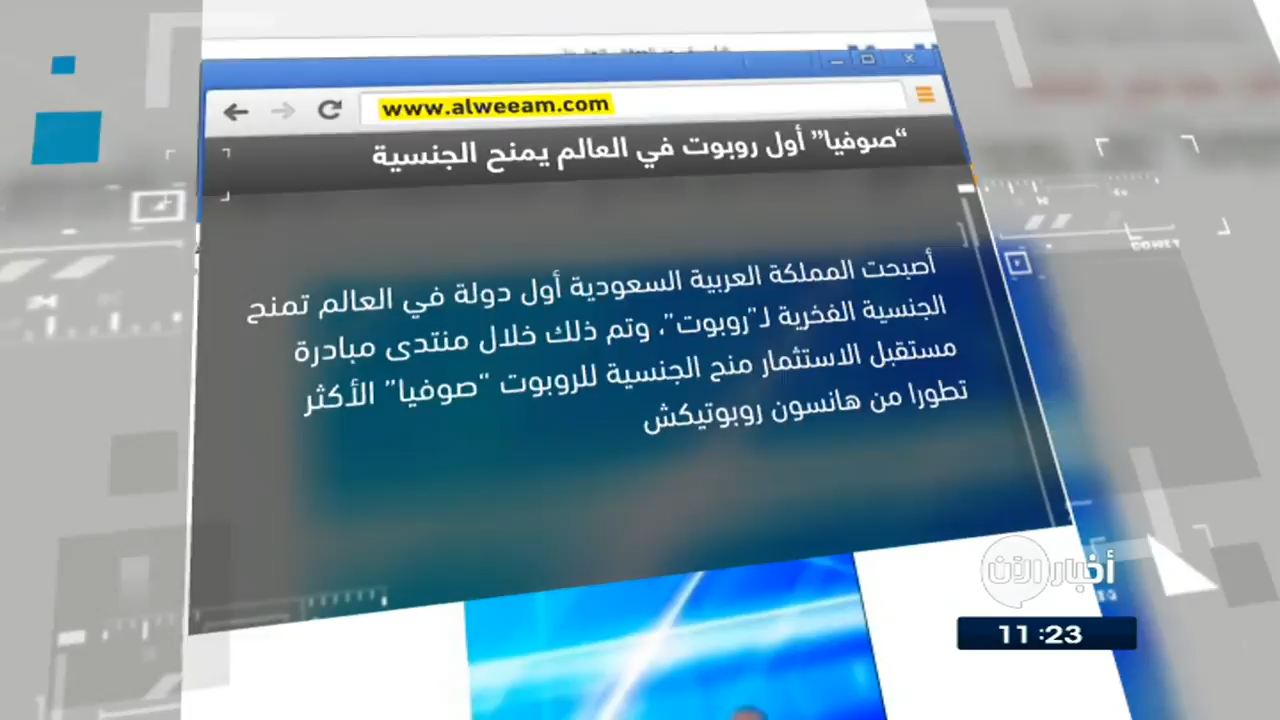 www.alweeam.com
“صوفيا” أول روبوت في العالم يمنح الجنسية
أصبحت المملكة العربية السعودية أول دولة في العالم تمنح
الجنسية الفخرية لـ"روبوت"، وتم ذلك خلال منتدى مبادرة
مستقبل الاستثمار منح الجنسية للروبوت “صوفيا” الأكثر
تطورا من هانسون روبوتيكش
أخبار الآن
11:23